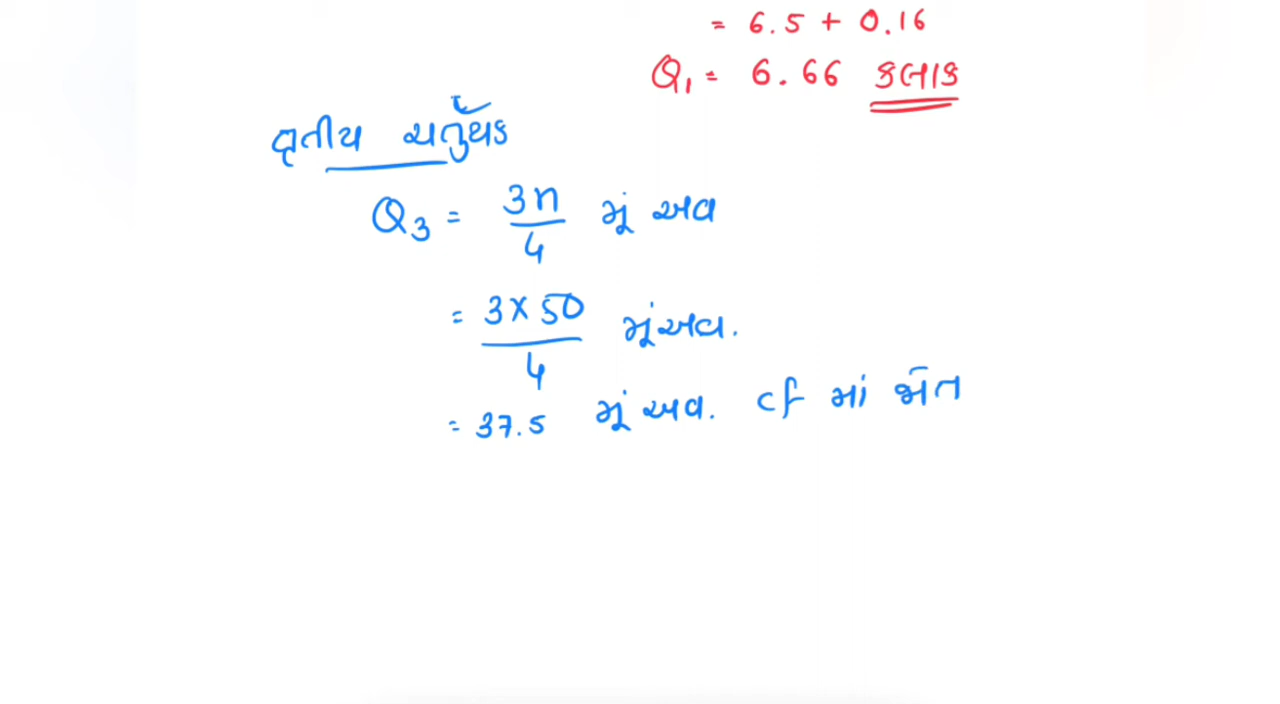 = 6.5 + 0.16
Q₁ = 6.66 કલાક
તૃતીય ચતુર્થક
Q₃ = 3n/4 મું અવ
= 3 × 50/4 મું અવ.
= 37.5 મું અવ. cf માં જોતા